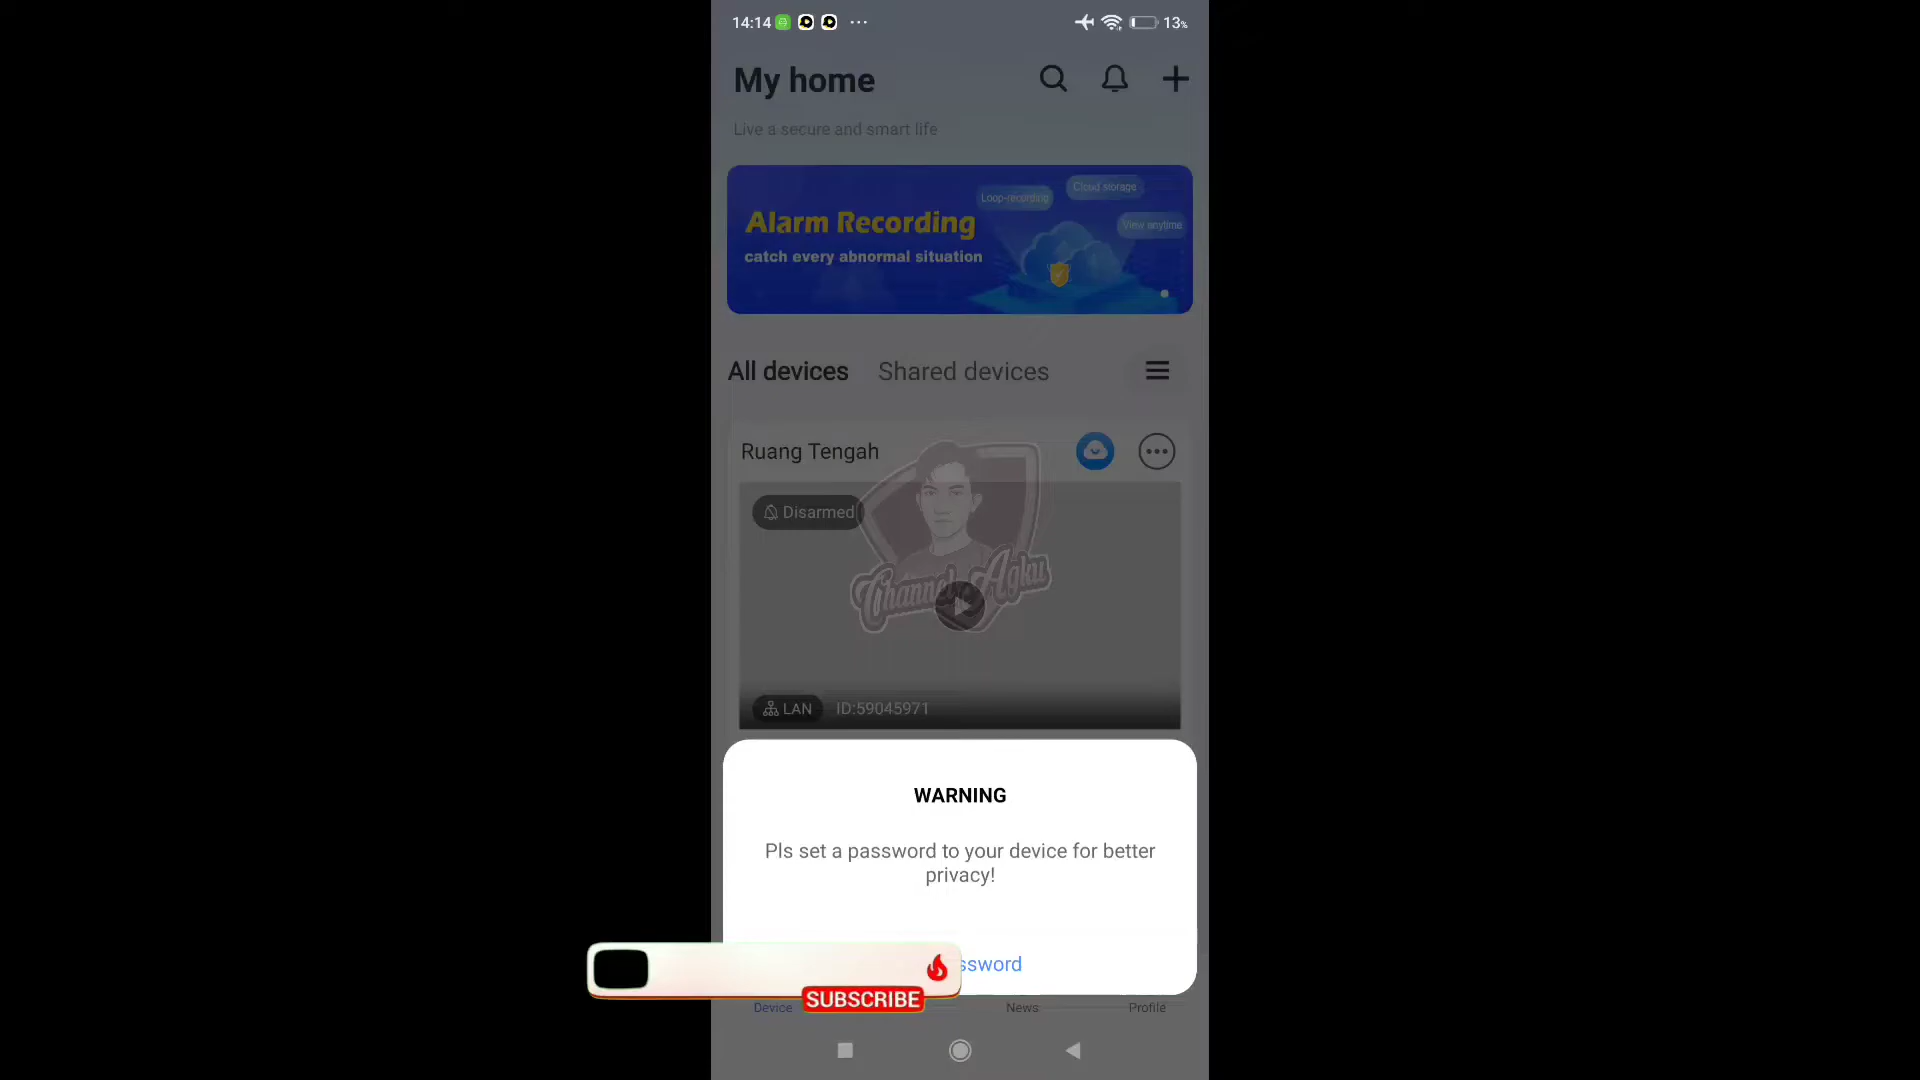 14:14
13%
My home
Live a secure and smart life
Loop-recording
Cloud storage
View anytime
Alarm Recording
catch every abnormal situation
All devices
Shared devices
Ruang Tengah
Disarmed
Channel Agku
LAN
ID:59045971
WARNING
Pls set a password to your device for better
privacy!
ssword
SUBSCRIBE
Device
News
Profile